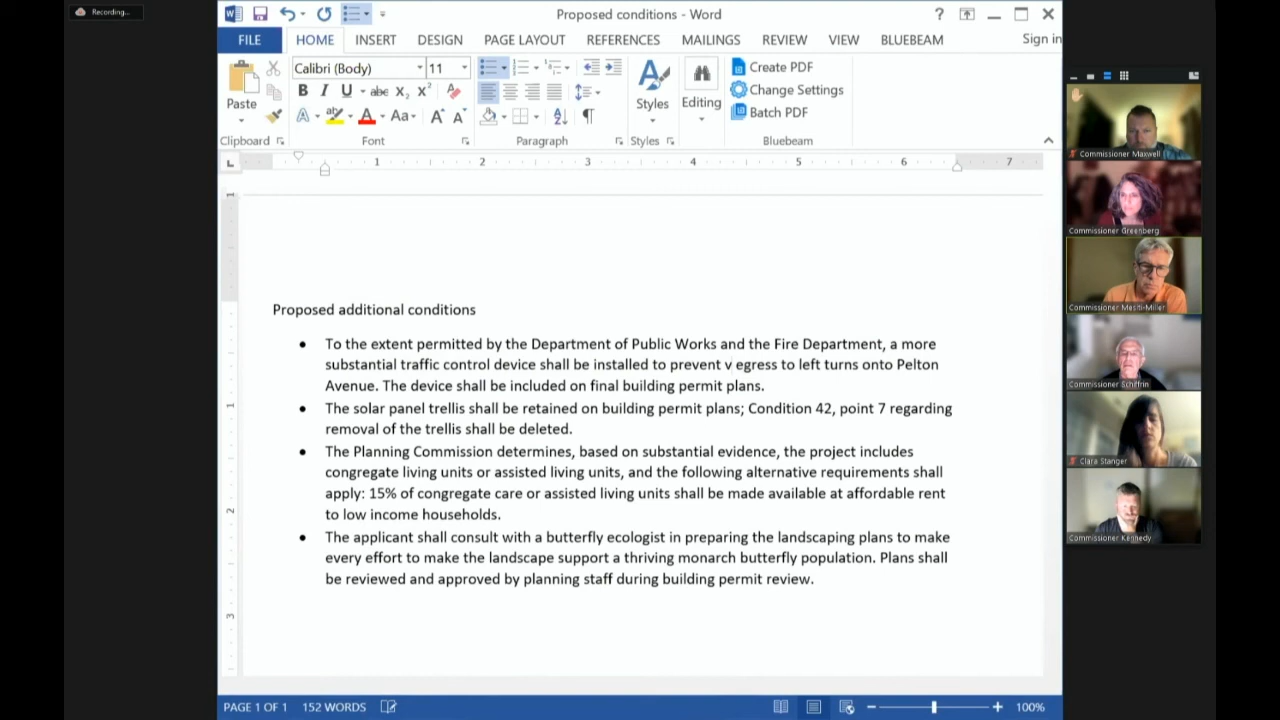 Recording...
Proposed conditions - Word
FILE HOME INSERT DESIGN PAGE LAYOUT REFERENCES MAILINGS REVIEW VIEW BLUEBEAM Sign in
Calibri (Body) 11
Paste
Styles
Editing
Create PDF
Change Settings
Batch PDF
Clipboard Font Paragraph Styles Bluebeam
1 2 3 4 5 6 7
Proposed additional conditions
• To the extent permitted by the Department of Public Works and the Fire Department, a more
substantial traffic control device shall be installed to prevent v egress to left turns onto Pelton
Avenue. The device shall be included on final building permit plans.
• The solar panel trellis shall be retained on building permit plans; Condition 42, point 7 regarding
removal of the trellis shall be deleted.
• The Planning Commission determines, based on substantial evidence, the project includes
congregate living units or assisted living units, and the following alternative requirements shall
apply: 15% of congregate care or assisted living units shall be made available at affordable rent
to low income households.
• The applicant shall consult with a butterfly ecologist in preparing the landscaping plans to make
every effort to make the landscape support a thriving monarch butterfly population. Plans shall
be reviewed and approved by planning staff during building permit review.
PAGE 1 OF 1 152 WORDS 100%
Commissioner Maxwell
Commissioner Greenberg
Commissioner Mesiti-Miller
Commissioner Schiffrin
Clara Stanger
Commissioner Kennedy